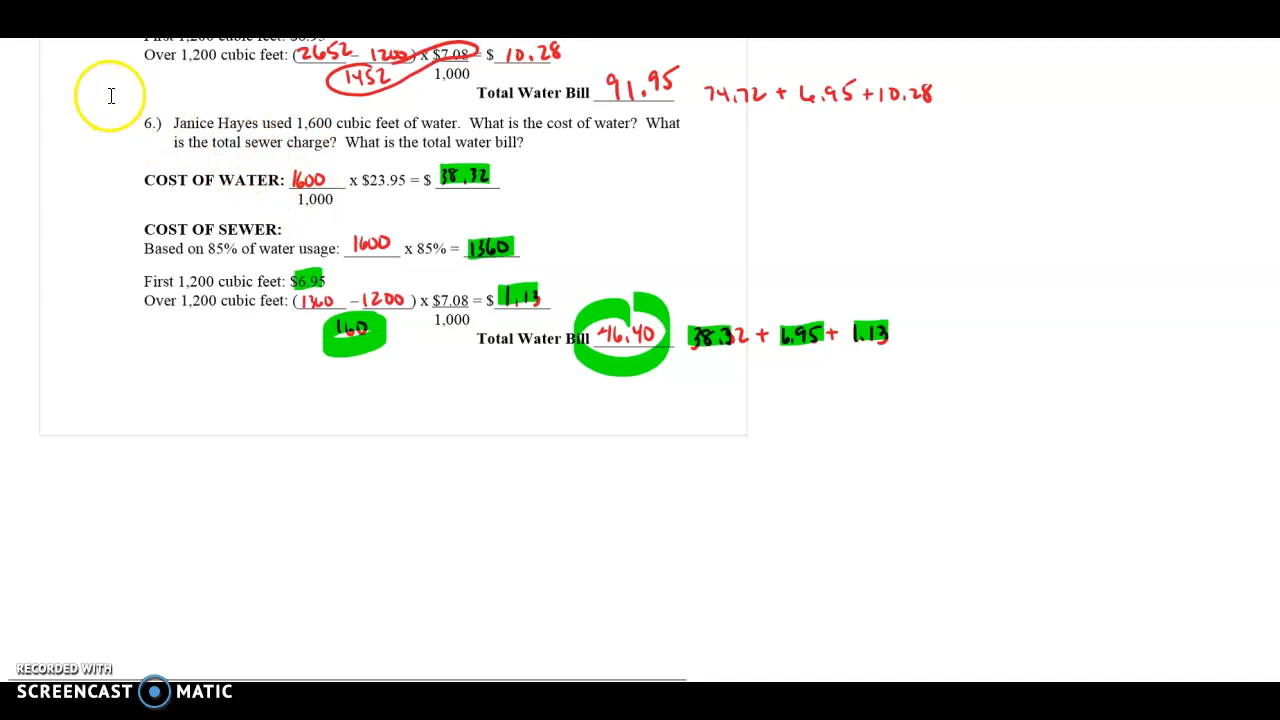 Over 1,200 cubic feet: (2652 – 1200) x $7.08 = $ 10.28
1452 1,000
Total Water Bill 91.95 74.72 + 6.95 + 10.28
6.) Janice Hayes used 1,600 cubic feet of water. What is the cost of water? What
is the total sewer charge? What is the total water bill?
COST OF WATER: 1600 x $23.95 = $ 38.32
1,000
COST OF SEWER:
Based on 85% of water usage: 1600 x 85% = 1360
First 1,200 cubic feet: $6.95
Over 1,200 cubic feet: (1360 – 1200) x $7.08 = $ 1.13
160 1,000
Total Water Bill 46.40 38.32 + 6.95 + 1.13
RECORDED WITH
SCREENCAST MATIC